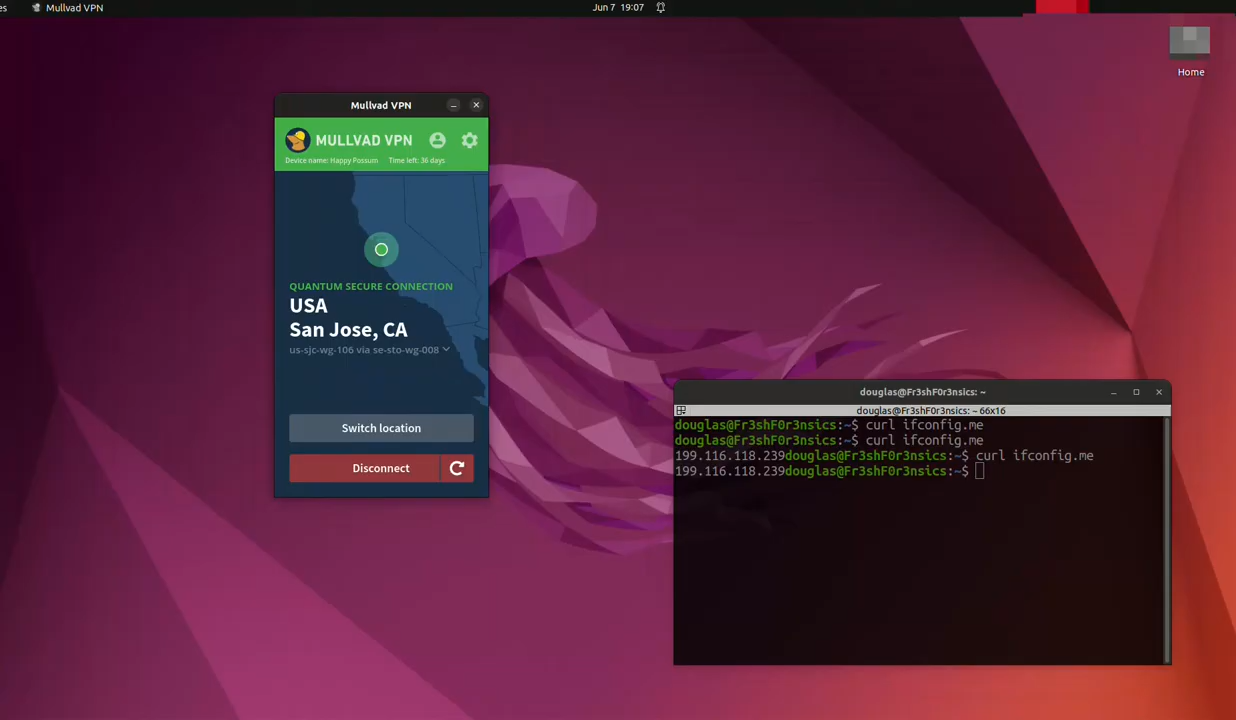 es
Mullvad VPN
Jun 7 19:07
Home
Mullvad VPN
MULLVAD VPN
Device name: Happy Possum Time left: 36 days
QUANTUM SECURE CONNECTION
USA
San Jose, CA
us-sjc-wg-106 via se-sto-wg-008
Switch location
Disconnect
douglas@Fr3shF0r3nsics: ~
douglas@Fr3shF0r3nsics: ~ 66x16
douglas@Fr3shF0r3nsics:~$ curl ifconfig.me
douglas@Fr3shF0r3nsics:~$ curl ifconfig.me
199.116.118.239douglas@Fr3shF0r3nsics:~$ curl ifconfig.me
199.116.118.239douglas@Fr3shF0r3nsics:~$